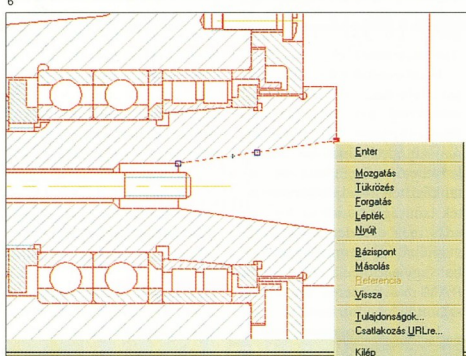 6
Enter
Mozgatás
Tükrözés
Forgatás
Lépték
Nyújt
Bázispont
Másolás
Referencia
Vissza
Tulajdonságok...
Csatlakozás URLre...
Kilép